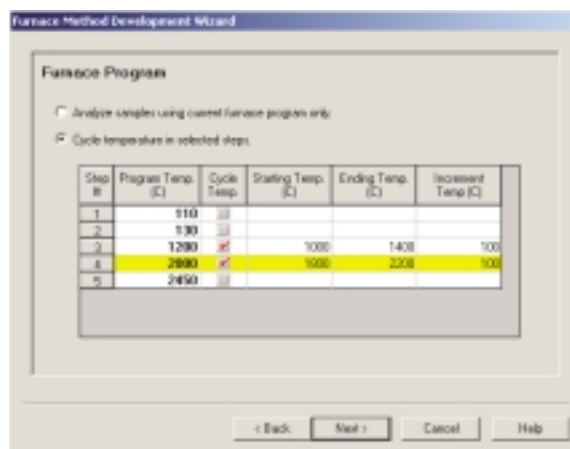 Furnace Method Development Wizard
Furnace Program
Analyze samples using current furnace program only.
Cycle temperature in selected steps.
Step # Program Temp. (C) Cycle Temp. Starting Temp. (C) Ending Temp. (C) Increment Temp (C)
1 110
2 130
3 1200 1000 1400 100
4 2000 1800 2200 100
5 2450
< Back Next > Cancel Help